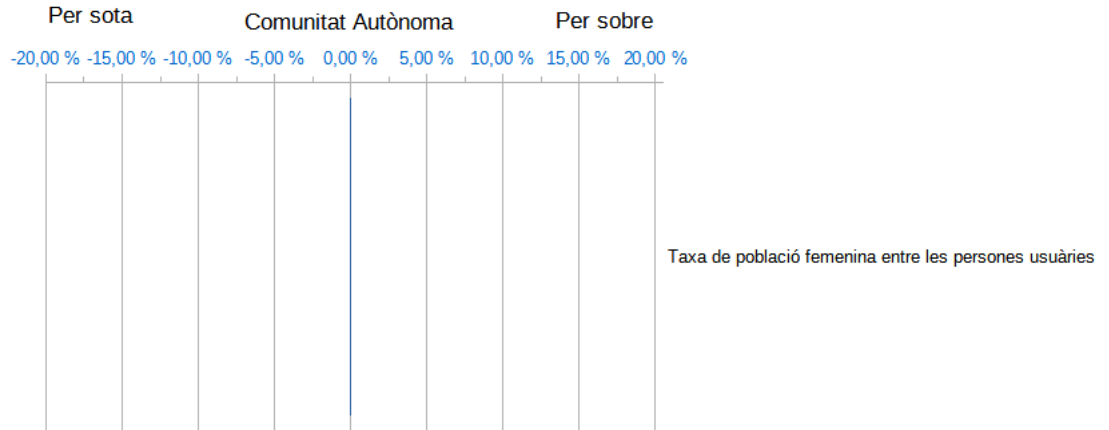 Per sota
Comunitat Autònoma
Per sobre
-20,00 % -15,00 % -10,00 % -5,00 % 0,00 % 5,00 % 10,00 % 15,00 % 20,00 %
Taxa de població femenina entre les persones usuàries